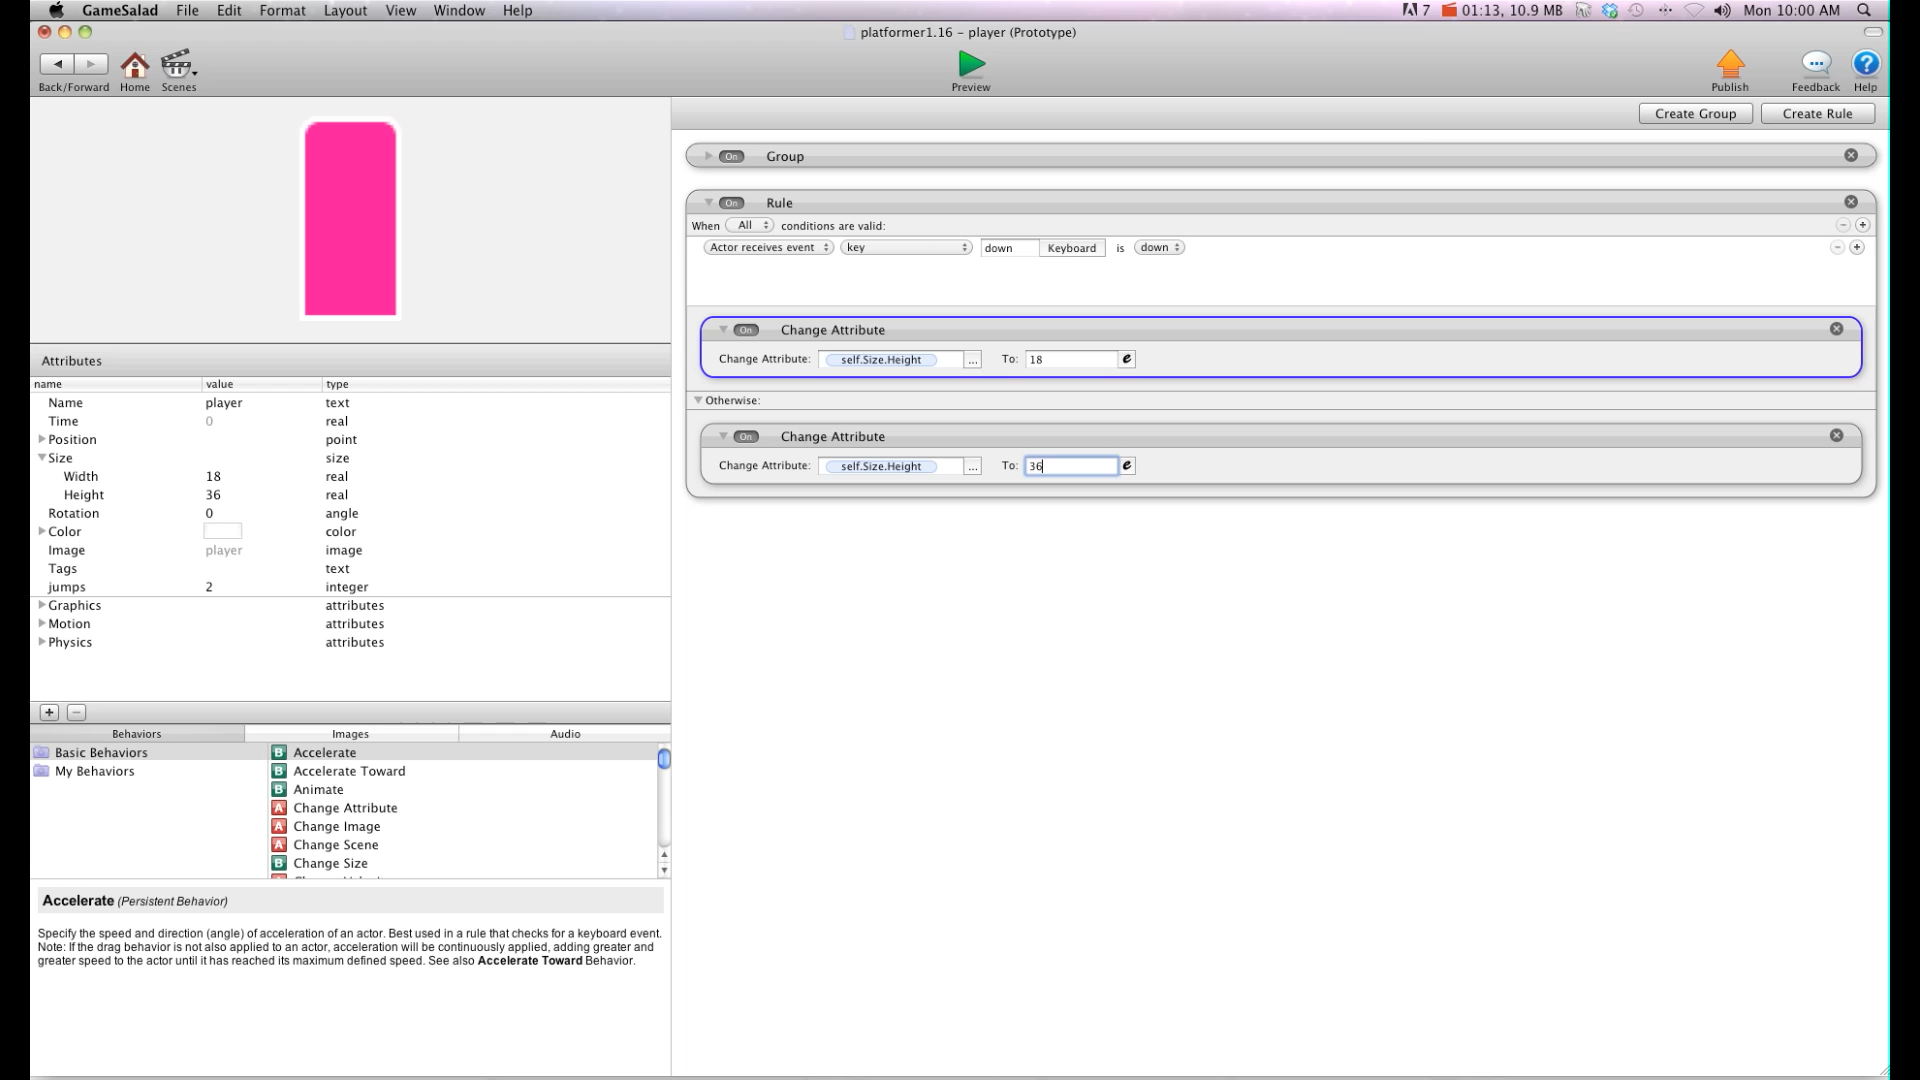 GameSalad File Edit Format Layout View Window Help
7 01:13, 10.9 MB Mon 10:00 AM
platformer1.16 – player (Prototype)
Back/Forward Home Scenes Preview Publish Feedback Help
Create Group Create Rule
On Group
On Rule
When All conditions are valid:
Actor receives event key down Keyboard is down
On Change Attribute
Change Attribute: self.Size.Height ... To: 18 e
Otherwise:
On Change Attribute
Change Attribute: self.Size.Height ... To: 36 e
Attributes
name value type
Name player text
Time 0 real
Position point
Size size
Width 18 real
Height 36 real
Rotation 0 angle
Color color
Image player image
Tags text
jumps 2 integer
Graphics attributes
Motion attributes
Physics attributes
Behaviors Images Audio
Basic Behaviors
My Behaviors
B Accelerate
B Accelerate Toward
B Animate
A Change Attribute
A Change Image
A Change Scene
B Change Size
Accelerate (Persistent Behavior)
Specify the speed and direction (angle) of acceleration of an actor. Best used in a rule that checks for a keyboard event.
Note: If the drag behavior is not also applied to an actor, acceleration will be continuously applied, adding greater and
greater speed to the actor until it has reached its maximum defined speed. See also Accelerate Toward Behavior.